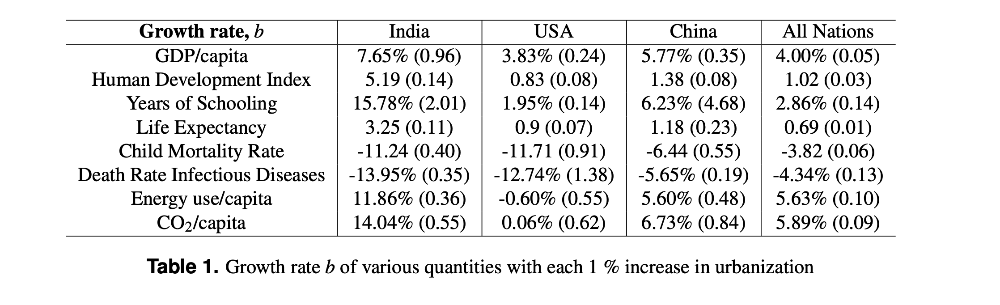 Growth rate, b India USA China All Nations
GDP/capita 7.65% (0.96) 3.83% (0.24) 5.77% (0.35) 4.00% (0.05)
Human Development Index 5.19 (0.14) 0.83 (0.08) 1.38 (0.08) 1.02 (0.03)
Years of Schooling 15.78% (2.01) 1.95% (0.14) 6.23% (4.68) 2.86% (0.14)
Life Expectancy 3.25 (0.11) 0.9 (0.07) 1.18 (0.23) 0.69 (0.01)
Child Mortality Rate -11.24 (0.40) -11.71 (0.91) -6.44 (0.55) -3.82 (0.06)
Death Rate Infectious Diseases -13.95% (0.35) -12.74% (1.38) -5.65% (0.19) -4.34% (0.13)
Energy use/capita 11.86% (0.36) -0.60% (0.55) 5.60% (0.48) 5.63% (0.10)
CO₂/capita 14.04% (0.55) 0.06% (0.62) 6.73% (0.84) 5.89% (0.09)
Table 1. Growth rate b of various quantities with each 1 % increase in urbanization